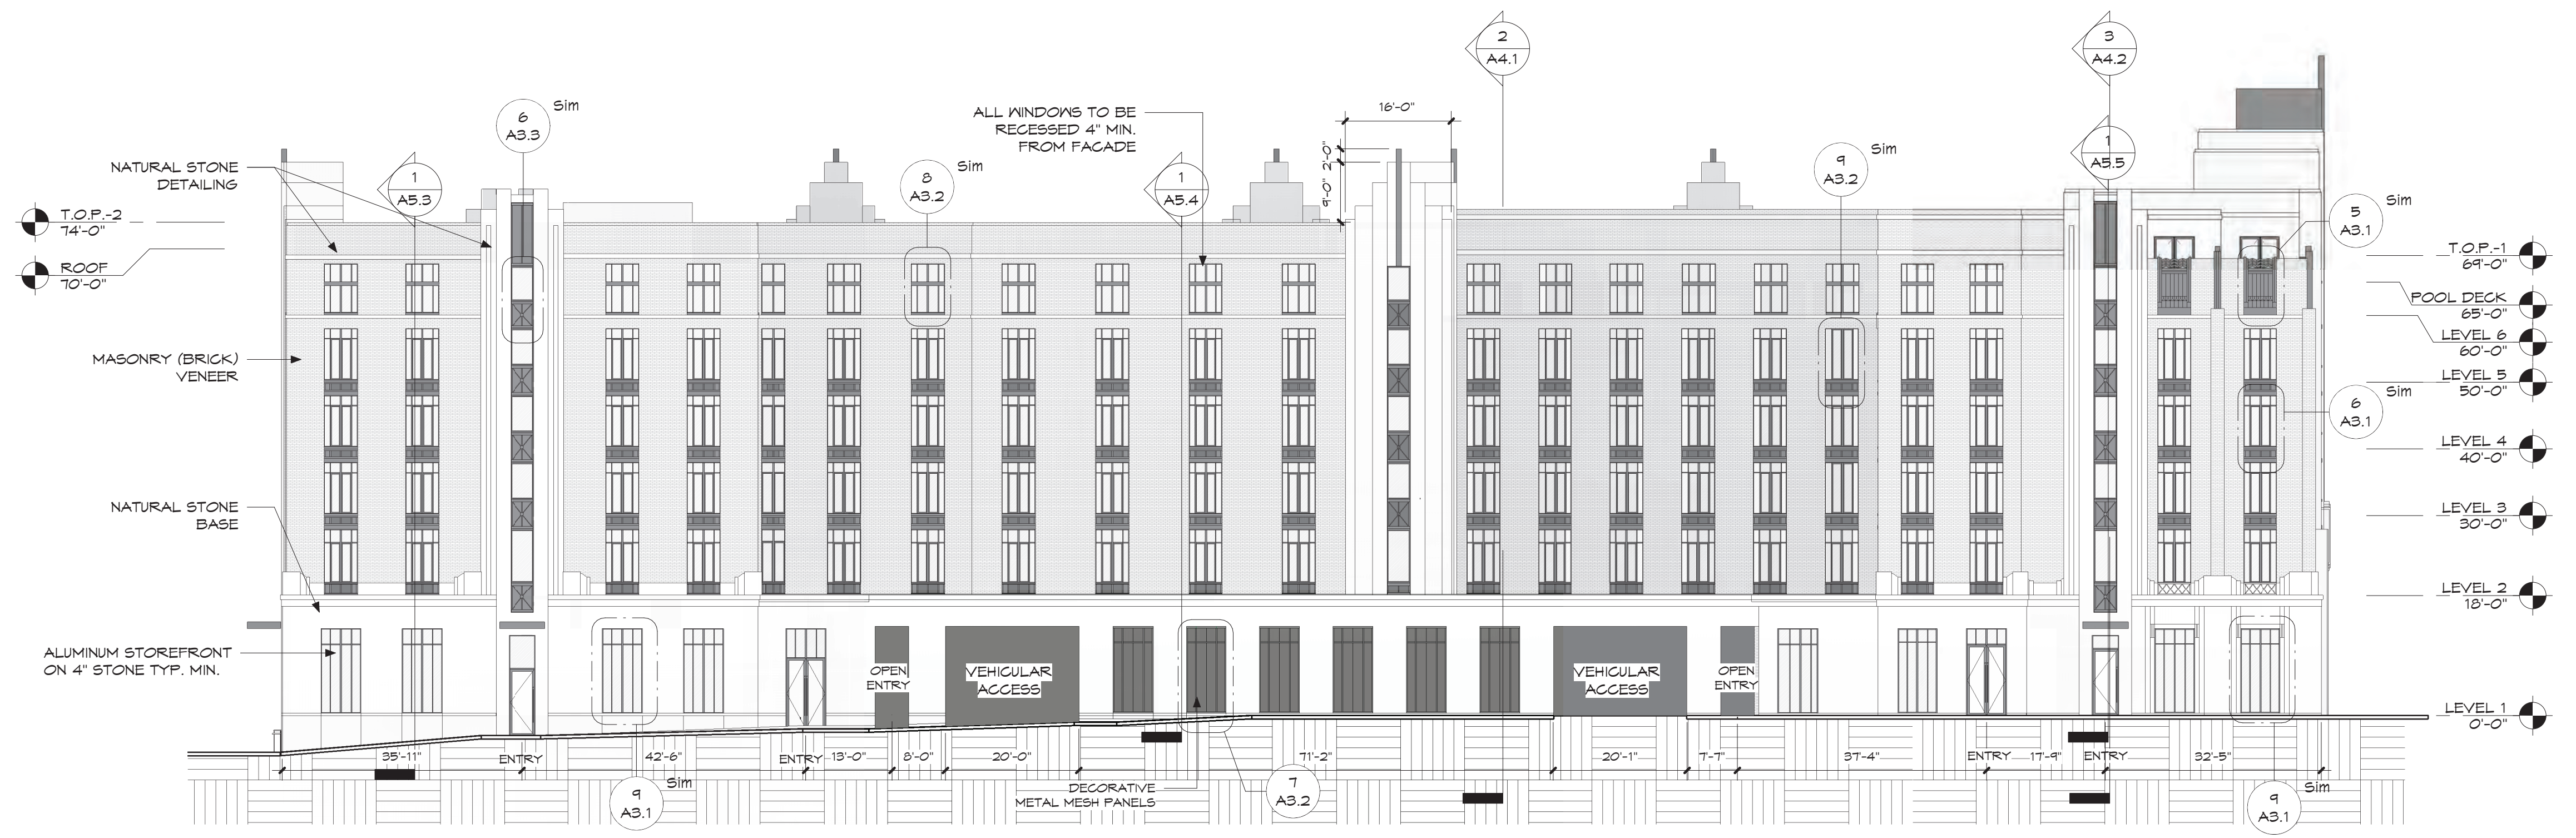 2
A4.1
3
A4.2
6
A3.3
Sim
ALL WINDOWS TO BE
RECESSED 4" MIN.
FROM FACADE
16'-0"
2'-0"
9'-0"
NATURAL STONE
DETAILING
1
A5.3
8
A3.2
Sim
1
A5.4
9
A3.2
Sim
1
A5.5
5
A3.1
Sim
T.O.P.-2
74'-0"
ROOF
70'-0"
T.O.P.-1
69'-0"
POOL DECK
65'-0"
LEVEL 6
60'-0"
MASONRY (BRICK)
VENEER
LEVEL 5
50'-0"
6
A3.1
Sim
LEVEL 4
40'-0"
NATURAL STONE
BASE
LEVEL 3
30'-0"
LEVEL 2
18'-0"
ALUMINUM STOREFRONT
ON 4" STONE TYP. MIN.
OPEN
ENTRY
VEHICULAR
ACCESS
VEHICULAR
ACCESS
OPEN
ENTRY
LEVEL 1
0'-0"
35'-11"
ENTRY
42'-6"
ENTRY
13'-0"
8'-0"
20'-0"
71'-2"
20'-1"
7'-7"
37'-4"
ENTRY
17'-9"
ENTRY
32'-5"
9
A3.1
Sim
DECORATIVE
METAL MESH PANELS
7
A3.2
9
A3.1
Sim